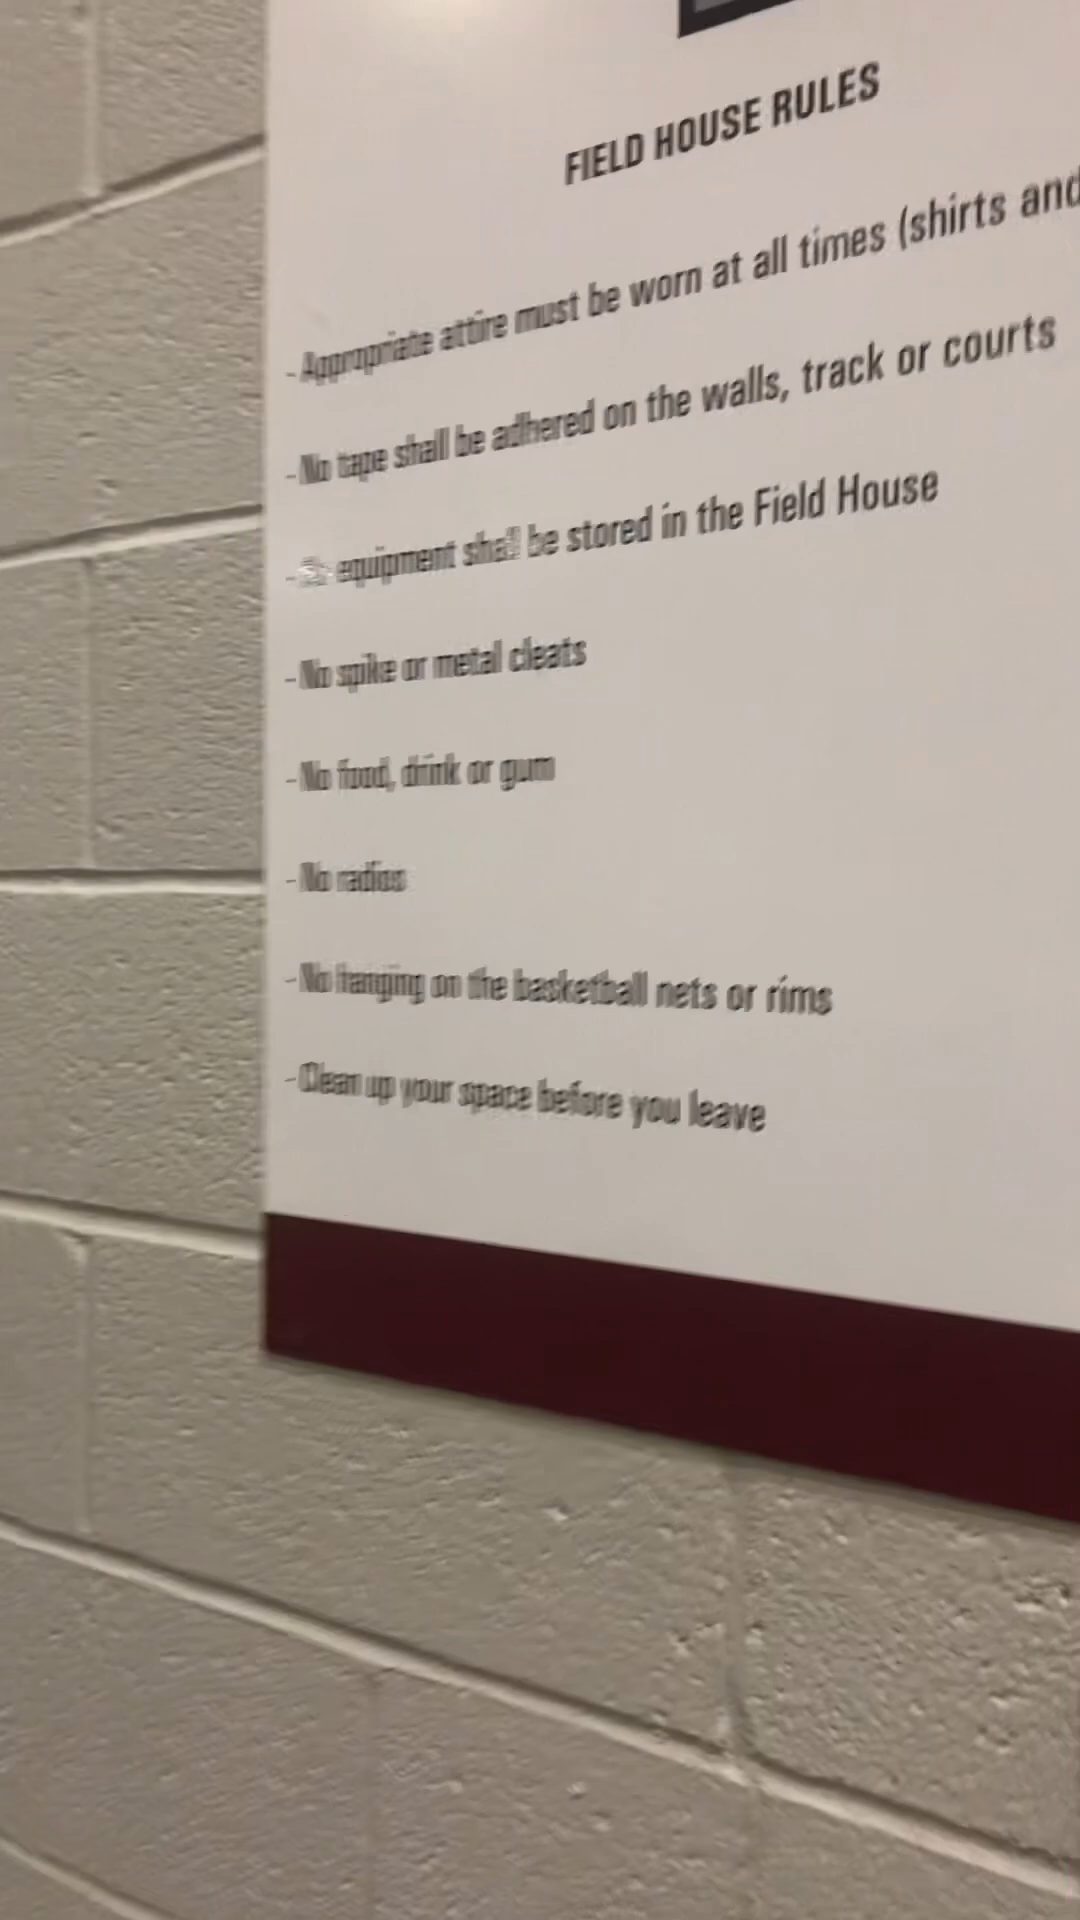 FIELD HOUSE RULES
- Appropriate attire must be worn at all times (shirts and
- No tape shall be adhered on the walls, track or courts
- equipment shall be stored in the Field House
- No spike or metal cleats
- No food, drink or gum
- No radios
- No hanging on the basketball nets or rims
- Clean up your space before you leave